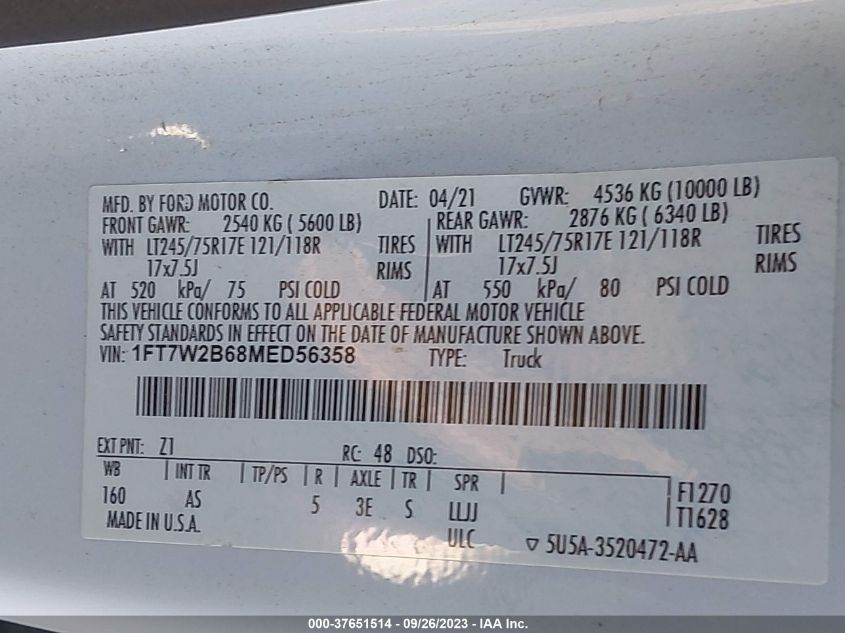 MFD. BY FORD MOTOR CO. DATE: 04/21 GVWR: 4536 KG (10000 LB)
FRONT GAWR: 2540 KG ( 5600 LB) REAR GAWR: 2876 KG ( 6340 LB)
WITH LT245/75R17E 121/118R TIRES WITH LT245/75R17E 121/118R TIRES
17x7.5J RIMS 17x7.5J RIMS
AT 520 kPa/ 75 PSI COLD AT 550 kPa/ 80 PSI COLD
THIS VEHICLE CONFORMS TO ALL APPLICABLE FEDERAL MOTOR VEHICLE
SAFETY STANDARDS IN EFFECT ON THE DATE OF MANUFACTURE SHOWN ABOVE.
VIN: 1FT7W2B68MED56358 TYPE: Truck
EXT PNT: Z1 RC: 48 DSO:
WB INT TR TP/PS R AXLE TR SPR F1270
160 AS 5 3E S LLJJ T1628
MADE IN U.S.A. ULC 5U5A-3520472-AA
000-37651514 - 09/26/2023 - IAA Inc.